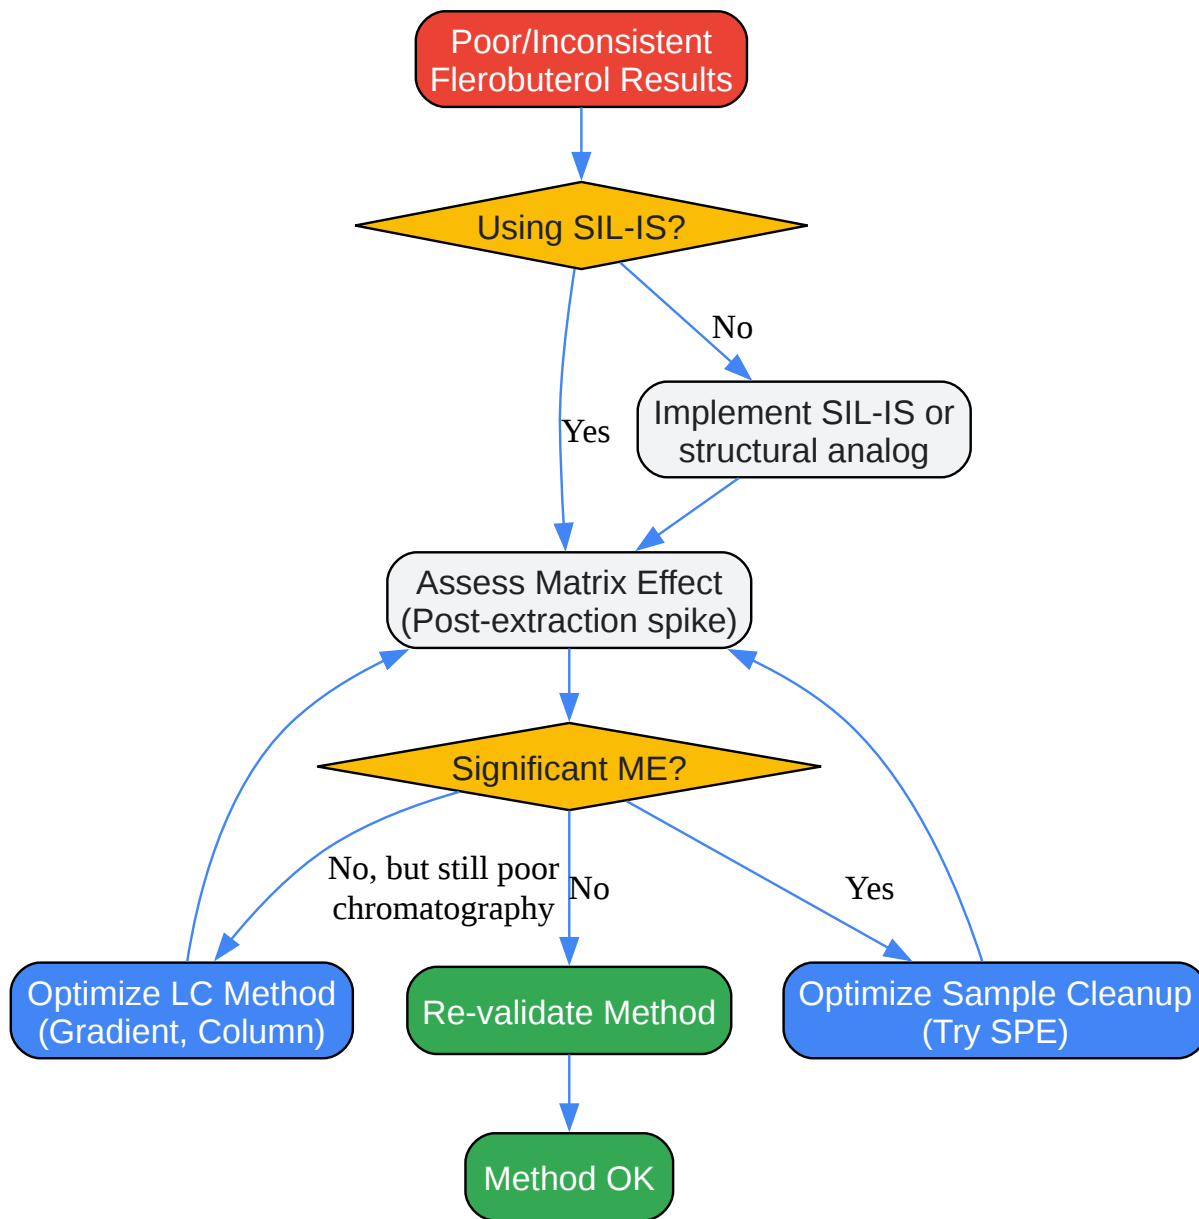 Poor/Inconsistent
Flerobuterol Results
Using SIL-IS?
No
Yes
Implement SIL-IS or
structural analog
Assess Matrix Effect
(Post-extraction spike)
Significant ME?
No, but still poor
chromatography
No
Yes
Optimize LC Method
(Gradient, Column)
Re-validate Method
Optimize Sample Cleanup
(Try SPE)
Method OK